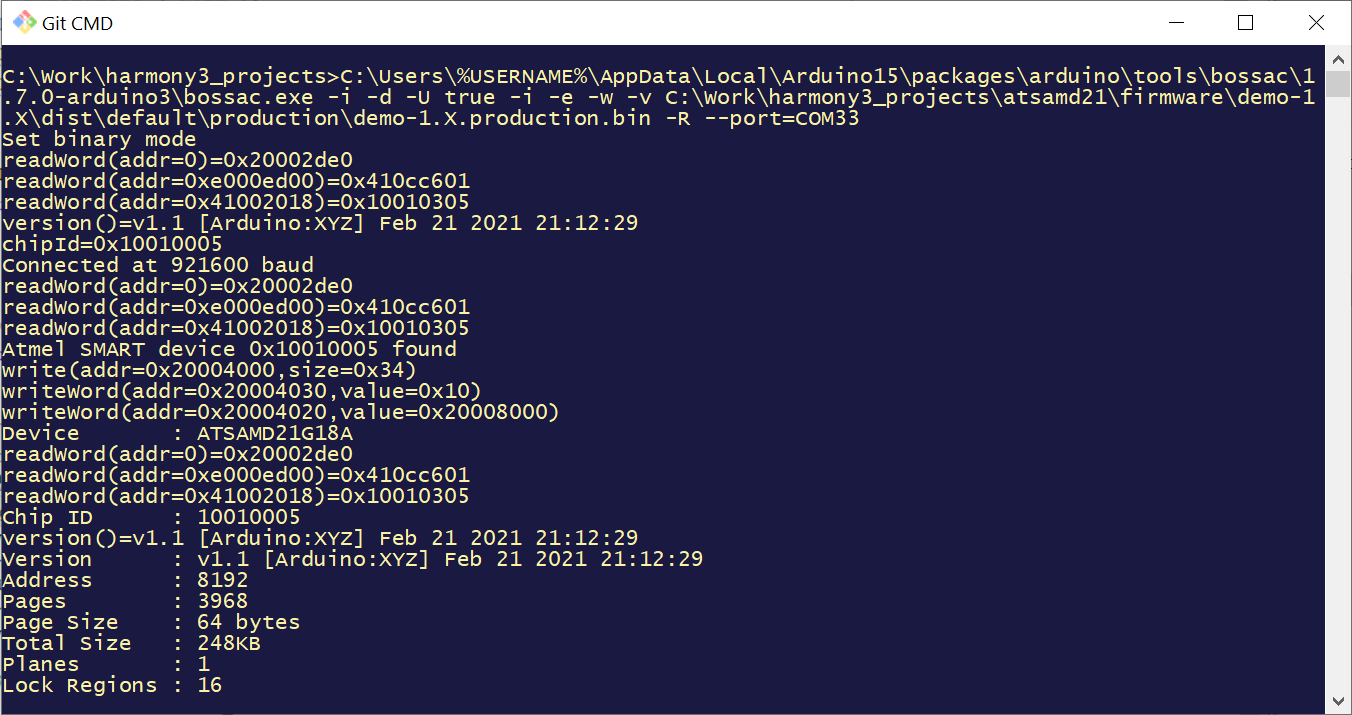 Git CMD
C:\Work\harmony3_projects>C:\Users\%USERNAME%\AppData\Local\Arduino15\packages\arduino\tools\bossac\1
.7.0-arduino3\bossac.exe -i -d -U true -i -e -w -v C:\Work\harmony3_projects\atsamd21\firmware\demo-1
.X\dist\default\production\demo-1.X.production.bin -R --port=COM33
Set binary mode
readWord(addr=0)=0x20002de0
readWord(addr=0xe000ed00)=0x410cc601
readWord(addr=0x41002018)=0x10010305
version()=v1.1 [Arduino:XYZ] Feb 21 2021 21:12:29
chipId=0x10010005
Connected at 921600 baud
readWord(addr=0)=0x20002de0
readWord(addr=0xe000ed00)=0x410cc601
readWord(addr=0x41002018)=0x10010305
Atmel SMART device 0x10010005 found
write(addr=0x20004000,size=0x34)
writeWord(addr=0x20004030,value=0x10)
writeWord(addr=0x20004020,value=0x20008000)
Device       : ATSAMD21G18A
readWord(addr=0)=0x20002de0
readWord(addr=0xe000ed00)=0x410cc601
readWord(addr=0x41002018)=0x10010305
Chip ID      : 10010005
version()=v1.1 [Arduino:XYZ] Feb 21 2021 21:12:29
Version      : v1.1 [Arduino:XYZ] Feb 21 2021 21:12:29
Address      : 8192
Pages        : 3968
Page Size    : 64 bytes
Total Size   : 248KB
Planes       : 1
Lock Regions : 16